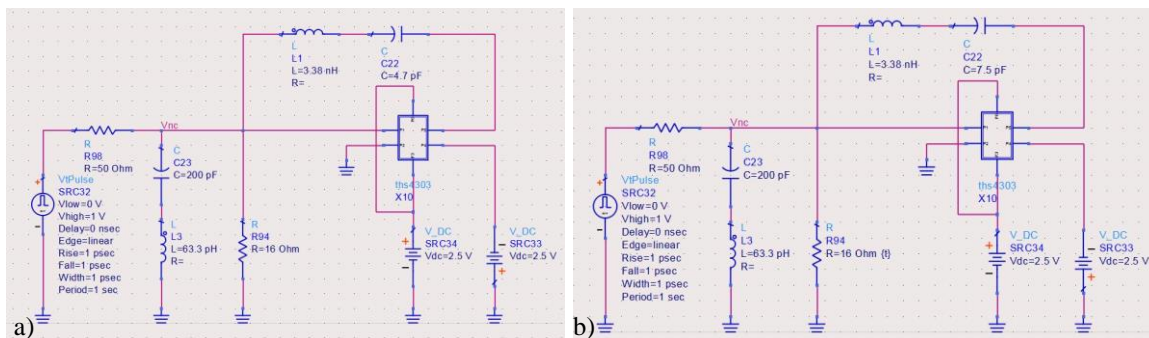 L
L1
L=3.38 nH
R=
C
C22
C=4.7 pF
Vnc
R
R98
R=50 Ohm
C
C23
C=200 pF
ths4303
X10
VtPulse
SRC32
Vlow=0 V
Vhigh=1 V
Delay=0 nsec
Edge=linear
Rise=1 psec
Fall=1 psec
Width=1 psec
Period=1 sec
L
L3
L=63.3 pH
R=
R
R94
R=16 Ohm
V_DC
SRC34
Vdc=2.5 V
V_DC
SRC33
Vdc=2.5 V
a)
L
L1
L=3.38 nH
R=
C
C22
C=7.5 pF
Vnc
R
R98
R=50 Ohm
C
C23
C=200 pF
ths4303
X10
VtPulse
SRC32
Vlow=0 V
Vhigh=1 V
Delay=0 nsec
Edge=linear
Rise=1 psec
Fall=1 psec
Width=1 psec
Period=1 sec
L
L3
L=63.3 pH
R=
R
R94
R=16 Ohm {t}
V_DC
SRC34
Vdc=2.5 V
V_DC
SRC33
Vdc=2.5 V
b)